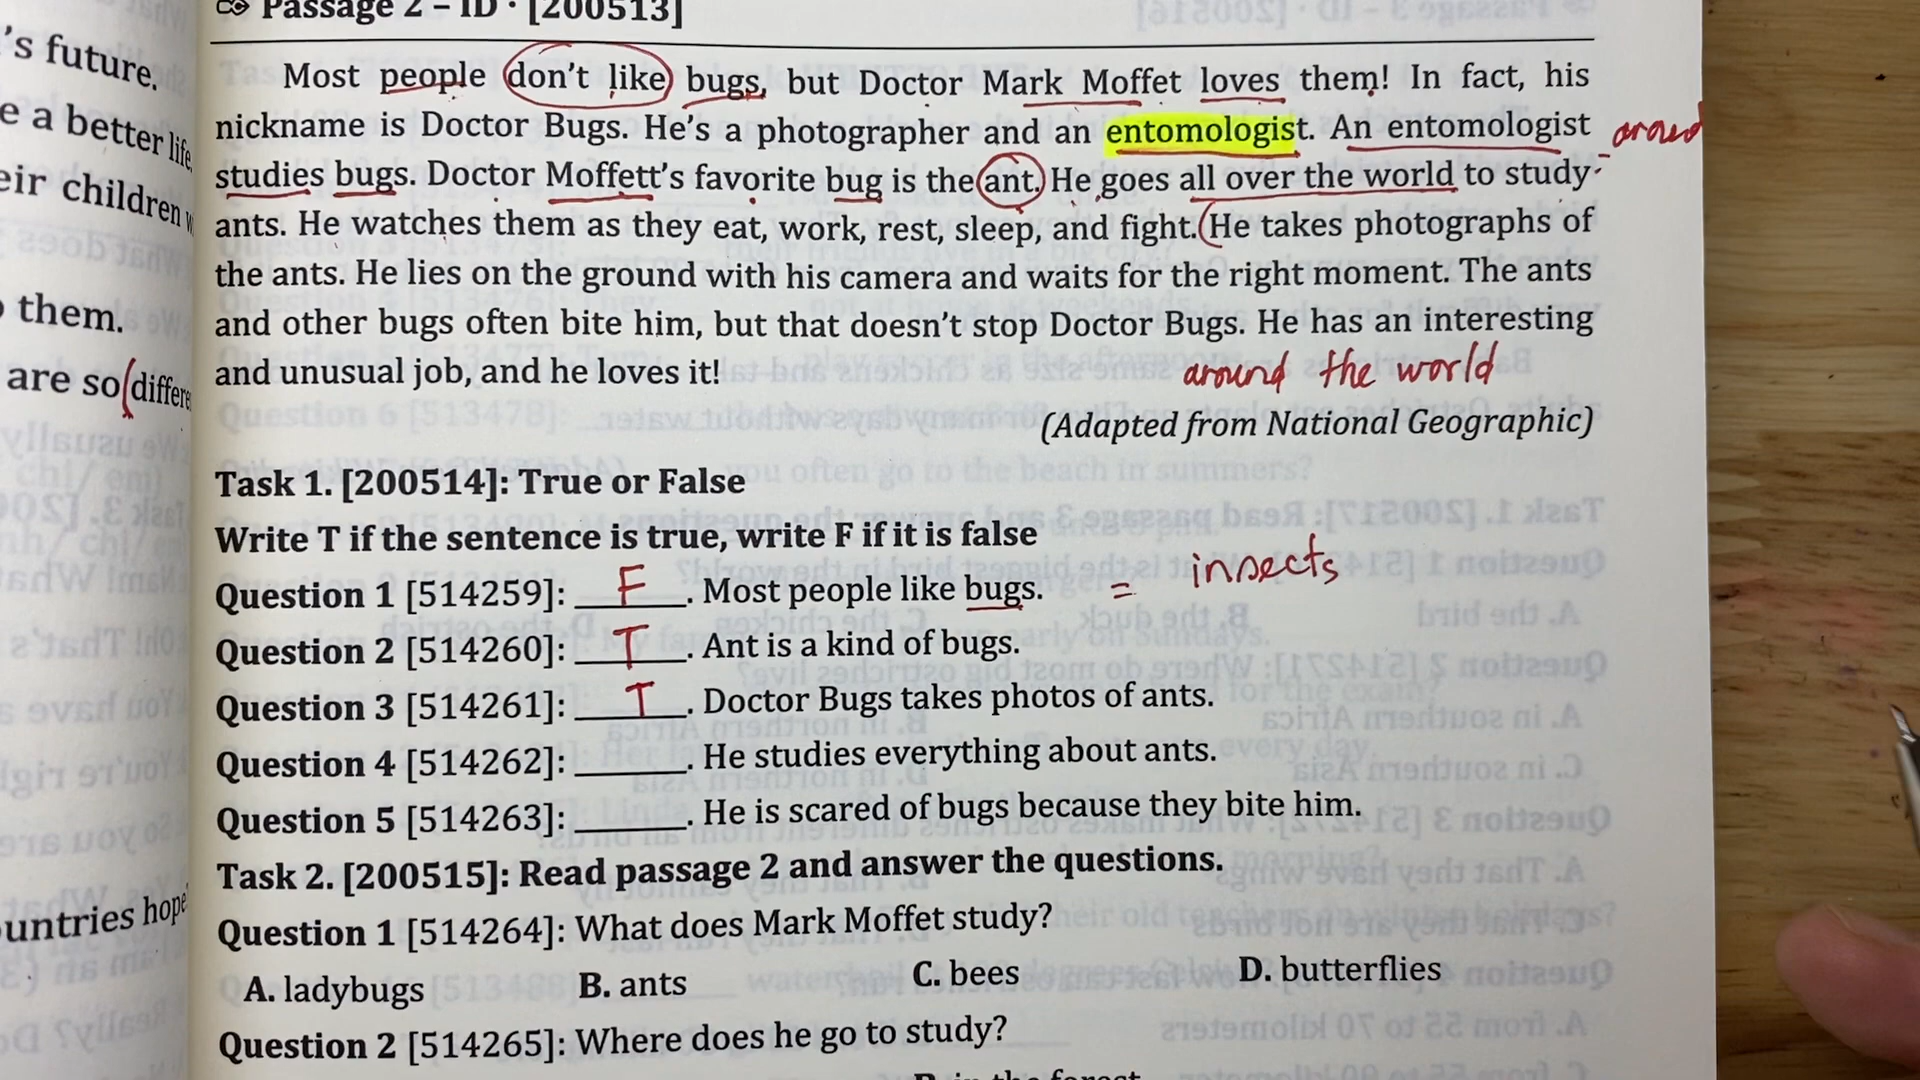 Passage 2 – ID · [200513]
's future.
e a better life
eir children
them.
are so differe
untries hope
Most people don't like bugs, but Doctor Mark Moffet loves them! In fact, his
nickname is Doctor Bugs. He's a photographer and an entomologist. An entomologist
studies bugs. Doctor Moffett's favorite bug is the ant. He goes all over the world to study
ants. He watches them as they eat, work, rest, sleep, and fight. He takes photographs of
the ants. He lies on the ground with his camera and waits for the right moment. The ants
and other bugs often bite him, but that doesn't stop Doctor Bugs. He has an interesting
and unusual job, and he loves it!
around the world
(Adapted from National Geographic)
Task 1. [200514]: True or False
Write T if the sentence is true, write F if it is false
Question 1 [514259]: F. Most people like bugs. = insects
Question 2 [514260]: T. Ant is a kind of bugs.
Question 3 [514261]: T. Doctor Bugs takes photos of ants.
Question 4 [514262]: ______. He studies everything about ants.
Question 5 [514263]: ______. He is scared of bugs because they bite him.
Task 2. [200515]: Read passage 2 and answer the questions.
Question 1 [514264]: What does Mark Moffet study?
A. ladybugs B. ants C. bees D. butterflies
Question 2 [514265]: Where does he go to study?